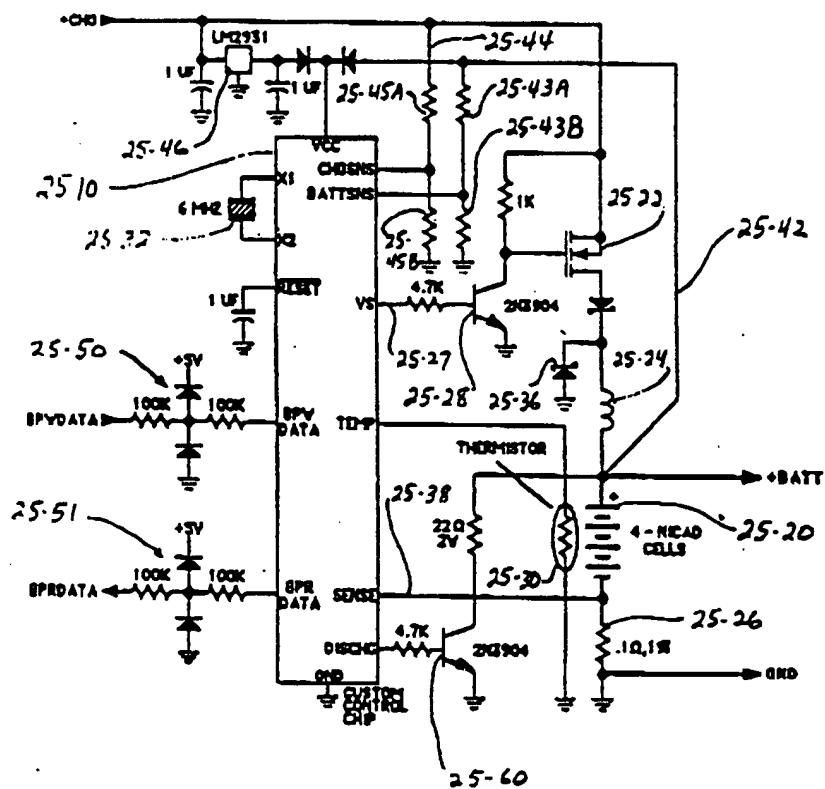 +CHG
LM2931
25-44
1 UF
1 UF
25-45A
25-43A
25-46
25-43B
VCC
2510
CHGSNS
X1
BATTSNS
1K
2522
6 MHZ
25-32
X2
25-45B
25-42
RESET
4.7K
1 UF
VS
2N3904
25-50
+5V
25-27
25-24
25-28
25-36
100K
100K
BPWDATA
BPW DATA
TEMP
THERMISTOR
+BATT
25-38
25-51
+5V
22Ω 2W
4-NICAD CELLS
25-20
100K
100K
25-30
BPRDATA
BPR DATA
SENSE
25-26
4.7K
.1Ω,1%
DISCHG
2N3904
GND
GND
CUSTOM CONTROL CHIP
25-60